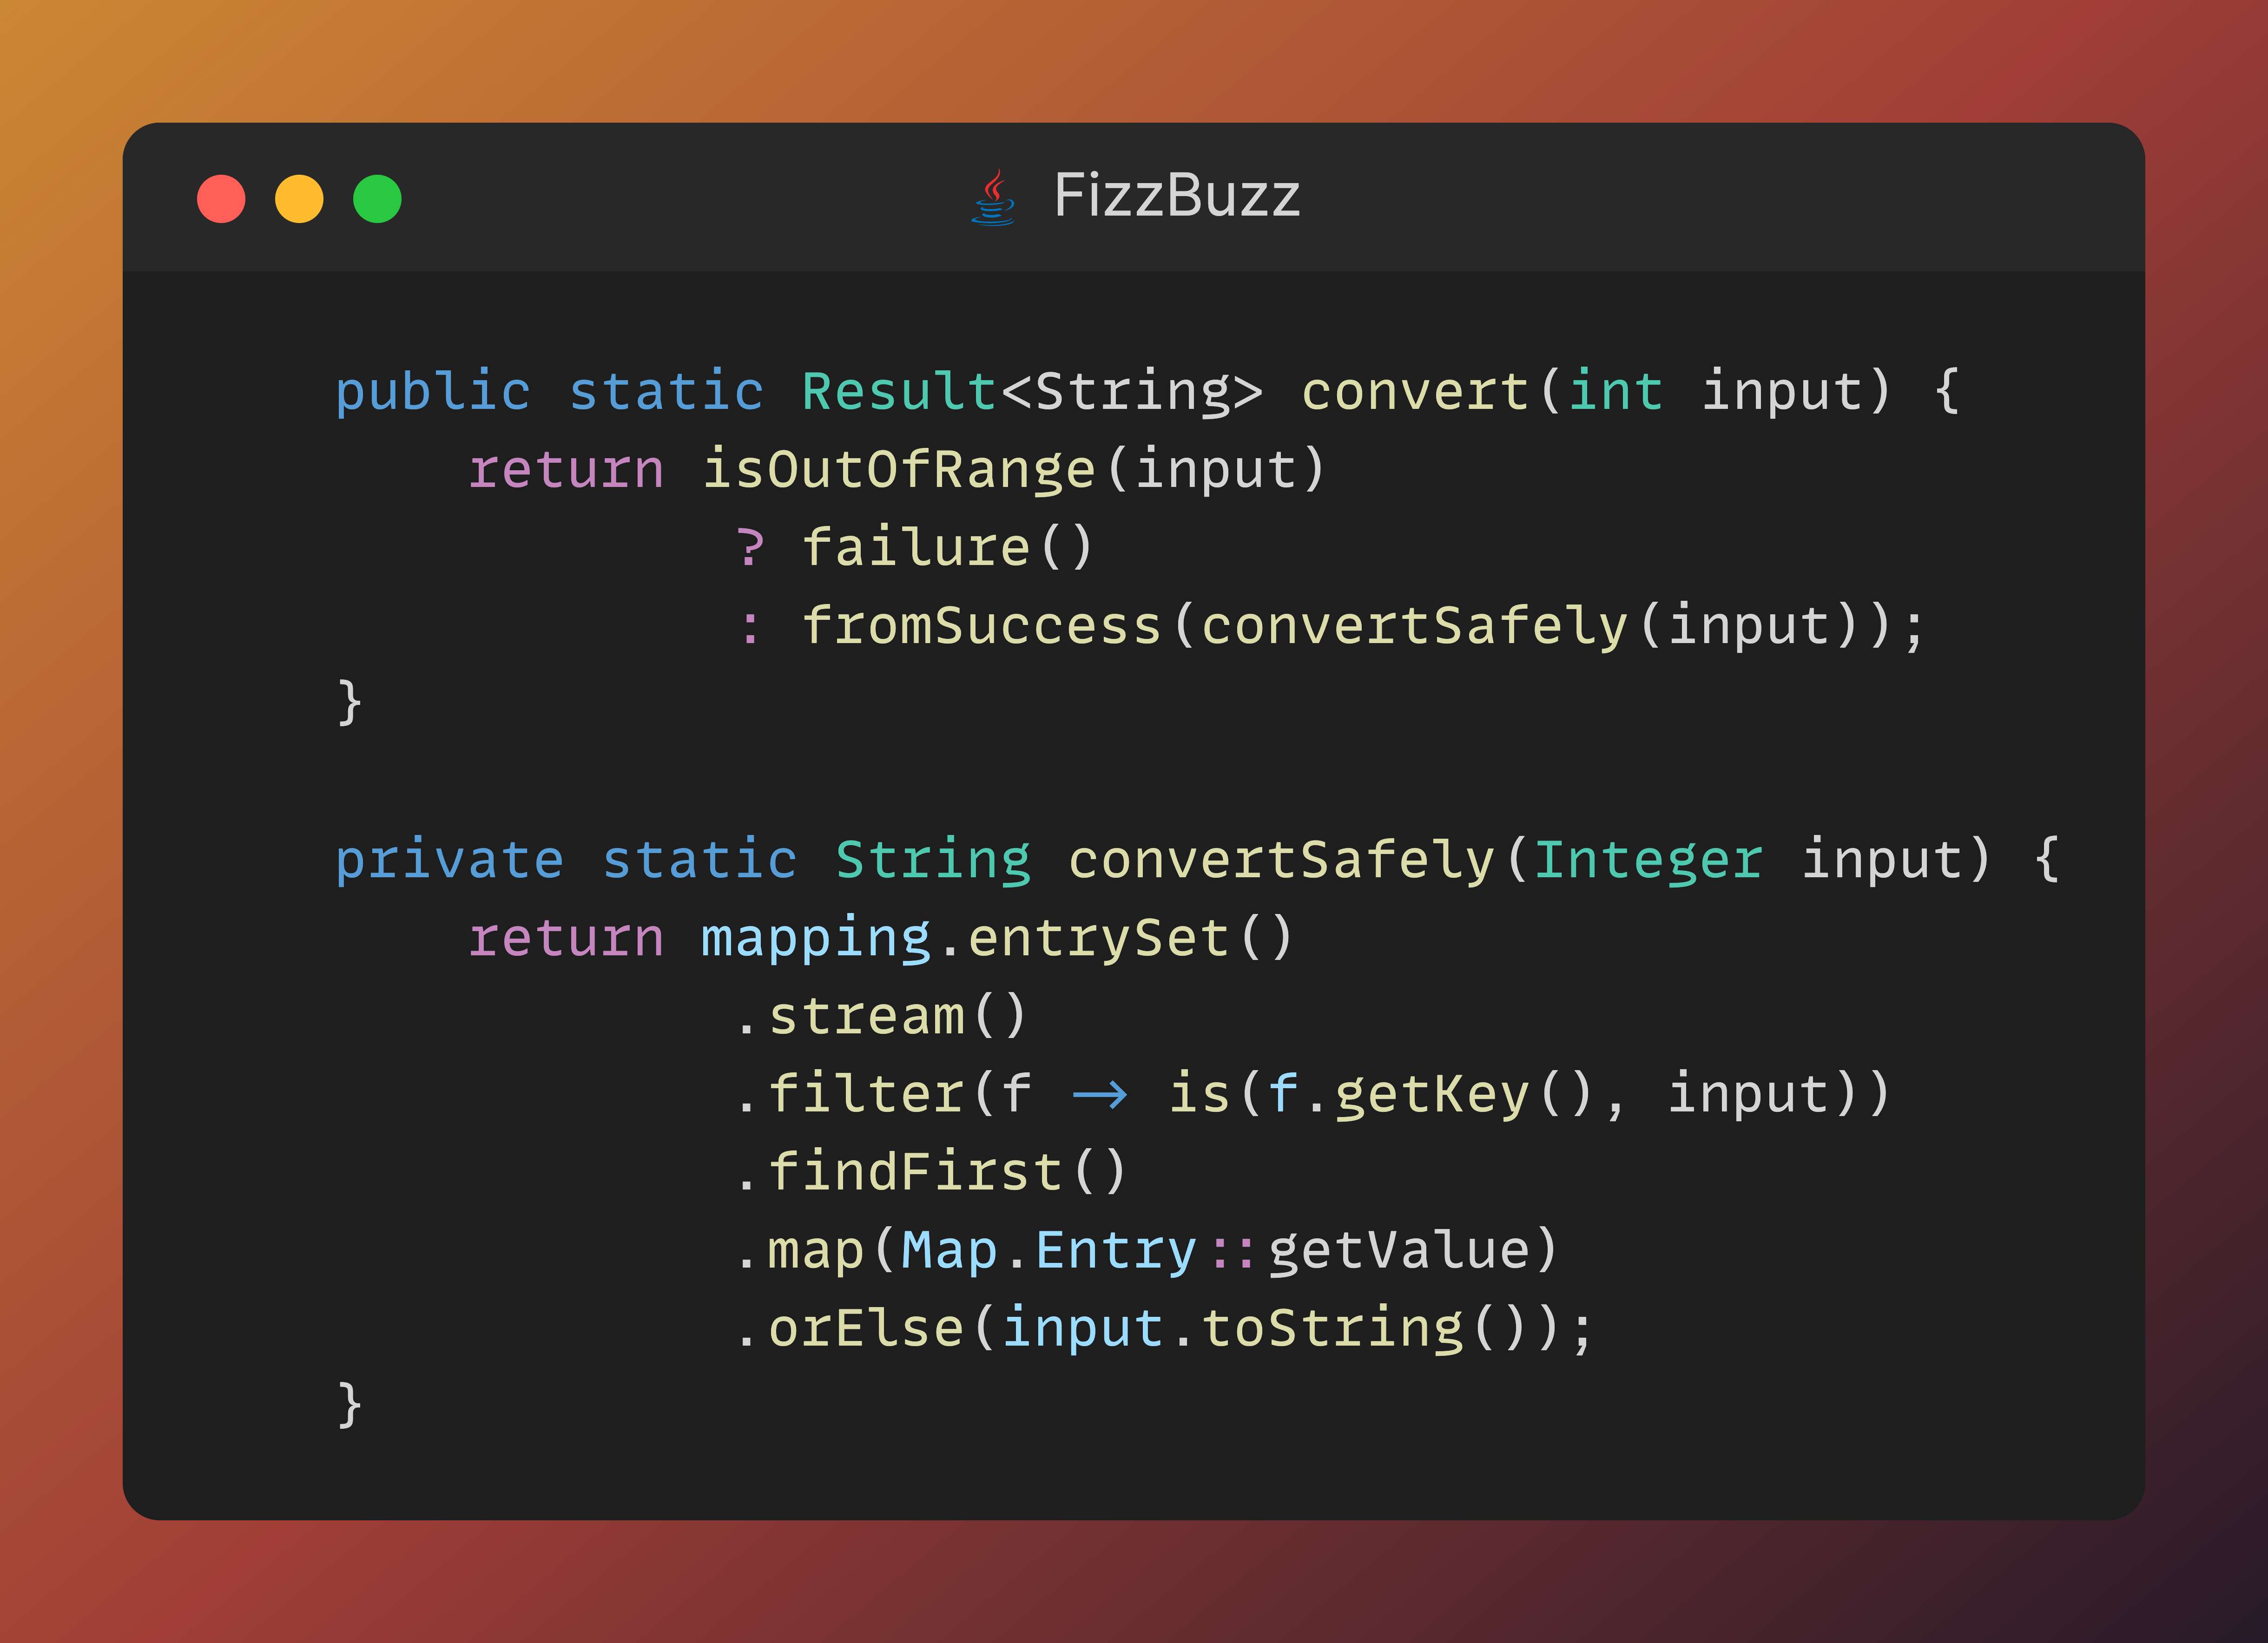 FizzBuzz
public static Result<String> convert(int input) {
    return isOutOfRange(input)
            ? failure()
            : fromSuccess(convertSafely(input));
}

private static String convertSafely(Integer input) {
    return mapping.entrySet()
            .stream()
            .filter(f -> is(f.getKey(), input))
            .findFirst()
            .map(Map.Entry::getValue)
            .orElse(input.toString());
}